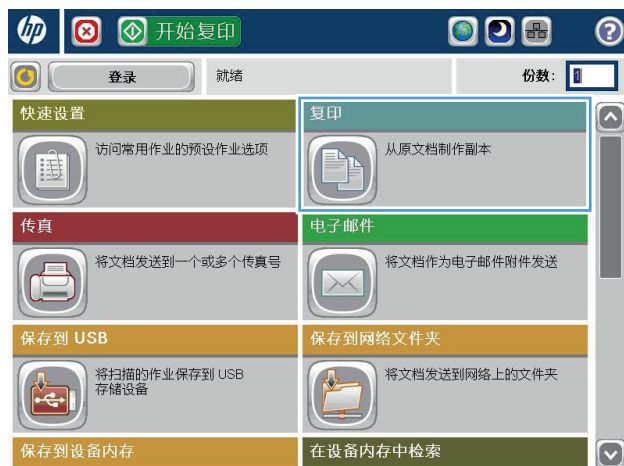 hp
开始复印
?
登录
就绪
份数: 1
快速设置
访问常用作业的预设作业选项
复印
从原文档制作副本
传真
将文档发送到一个或多个传真号
电子邮件
将文档作为电子邮件附件发送
保存到 USB
将扫描的作业保存到 USB
存储设备
保存到网络文件夹
将文档发送到网络上的文件夹
保存到设备内存
在设备内存中检索